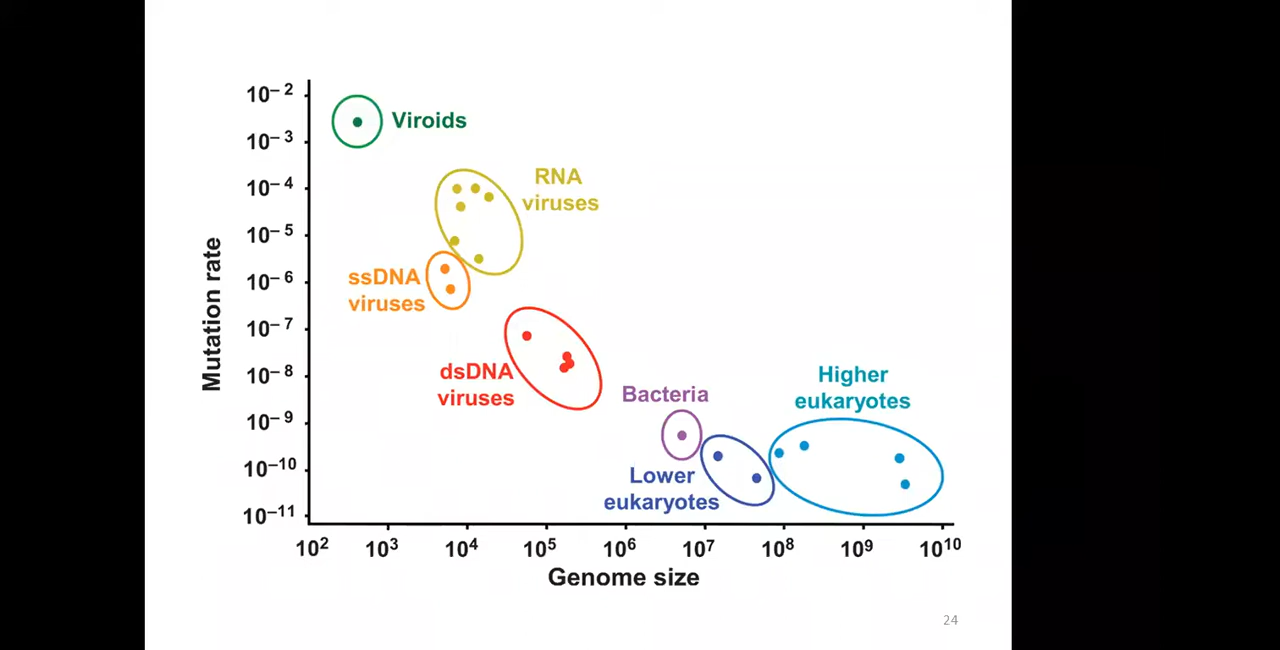 10⁻²
10⁻³
10⁻⁴
10⁻⁵
10⁻⁶
10⁻⁷
10⁻⁸
10⁻⁹
10⁻¹⁰
10⁻¹¹
Mutation rate
Viroids
RNA
viruses
ssDNA
viruses
dsDNA
viruses
Bacteria
Lower
eukaryotes
Higher
eukaryotes
10² 10³ 10⁴ 10⁵ 10⁶ 10⁷ 10⁸ 10⁹ 10¹⁰
Genome size
24